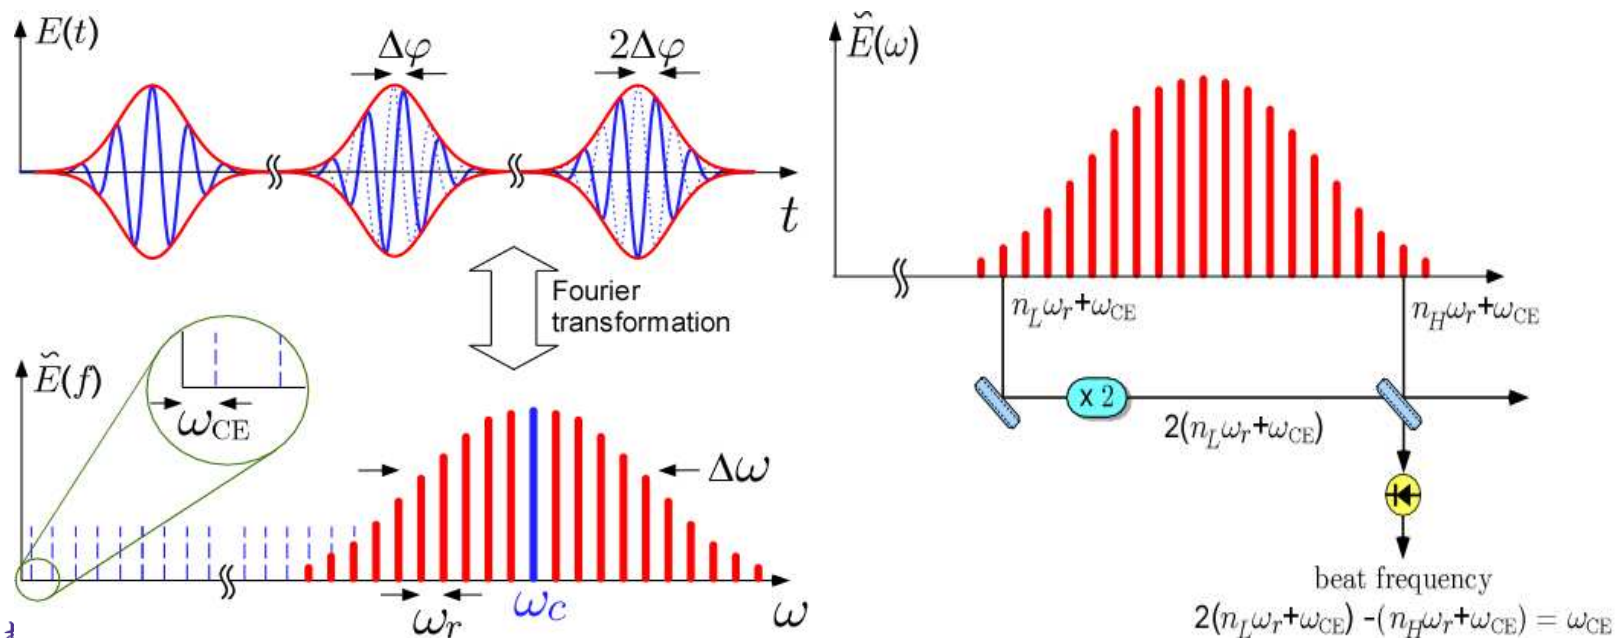 E(t)
Δφ
2Δφ
t
Fourier
transformation
Ẽ(f)
ω_CE
Δω
ω_r
ω_c
ω
Ẽ(ω)
n_Lω_r+ω_CE
n_Hω_r+ω_CE
x 2
2(n_Lω_r+ω_CE)
beat frequency
2(n_Lω_r+ω_CE) -(n_Hω_r+ω_CE) = ω_CE